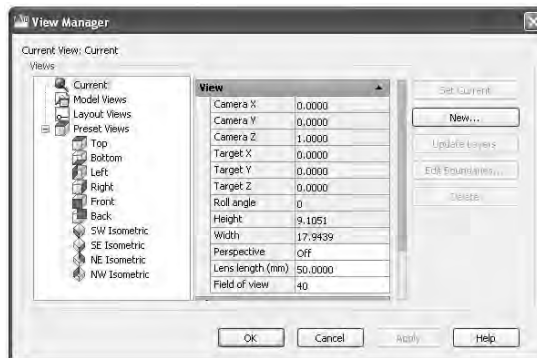 View Manager
Current View: Current
Views
Current
Model Views
Layout Views
Preset Views
Top
Bottom
Left
Right
Front
Back
SW Isometric
SE Isometric
NE Isometric
NW Isometric
View
Camera X 0.0000
Camera Y 0.0000
Camera Z 1.0000
Target X 0.0000
Target Y 0.0000
Target Z 0.0000
Roll angle 0
Height 9.1051
Width 17.9439
Perspective Off
Lens length (mm) 50.0000
Field of view 40
Set Current
New...
Update Layers
Edit Boundaries...
Delete
OK Cancel Apply Help